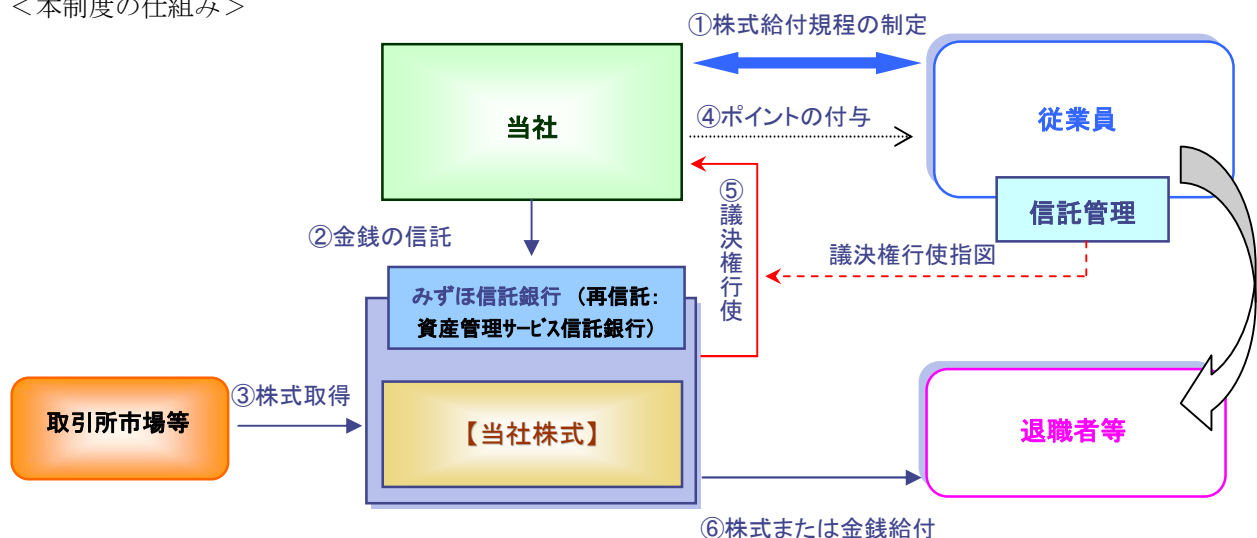 ＜本制度の仕組み＞
①株式給付規程の制定
当社
④ポイントの付与
従業員
信託管理
②金銭の信託
⑤議決権行使
議決権行使指図
みずほ信託銀行 （再信託：
資産管理サービス信託銀行）
取引所市場等
③株式取得
【当社株式】
退職者等
⑥株式または金銭給付